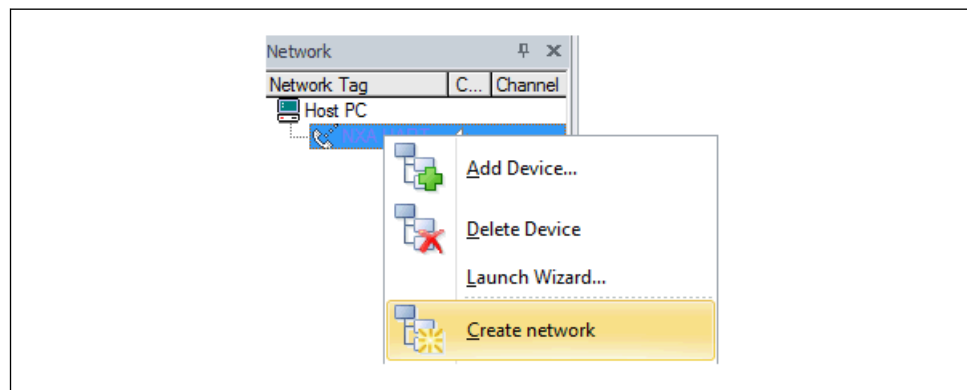 Network
Network Tag C... Channel
Host PC
Add Device...
Delete Device
Launch Wizard...
Create network